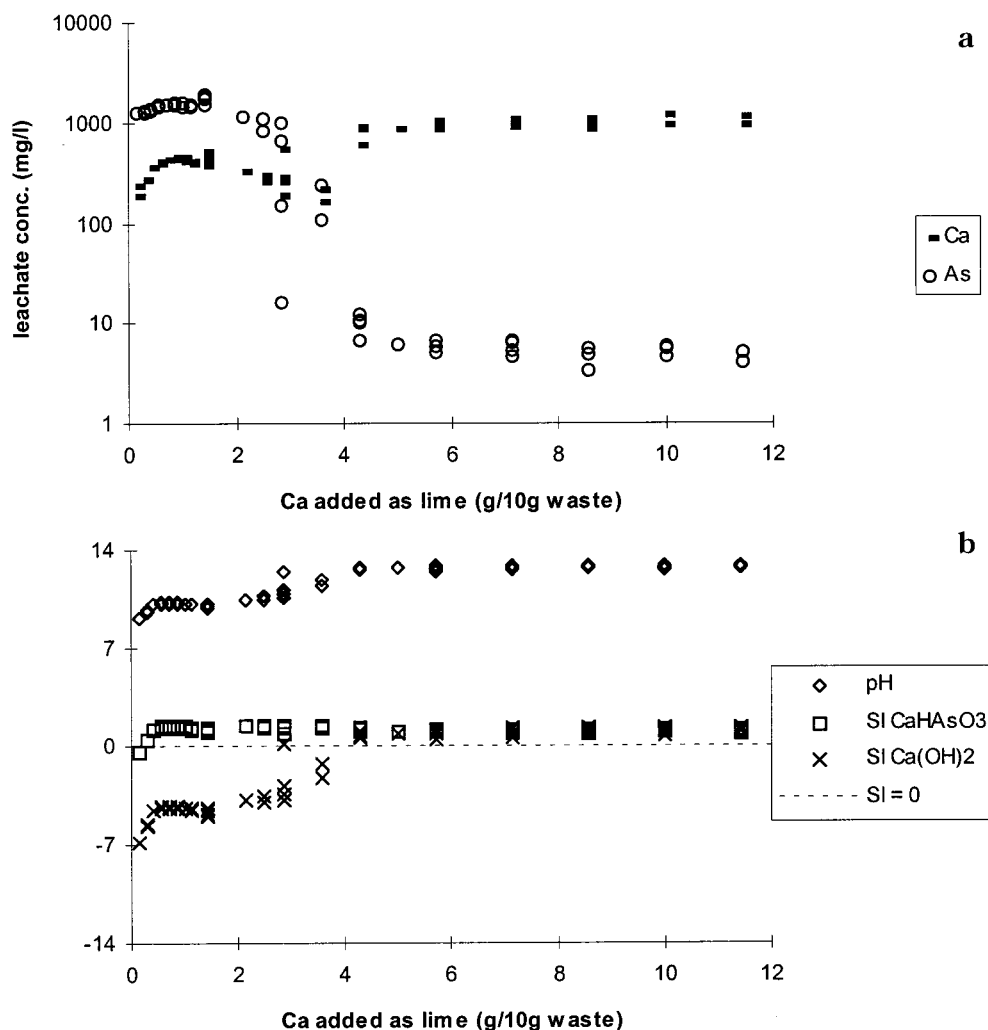 a
10000
1000
100
10
1
leachate conc. (mg/l)
0 2 4 6 8 10 12
Ca added as lime (g/10g waste)
Ca
As
b
14
7
0
-7
-14
0 2 4 6 8 10 12
Ca added as lime (g/10g waste)
pH
SI CaHAsO3
SI Ca(OH)2
SI = 0